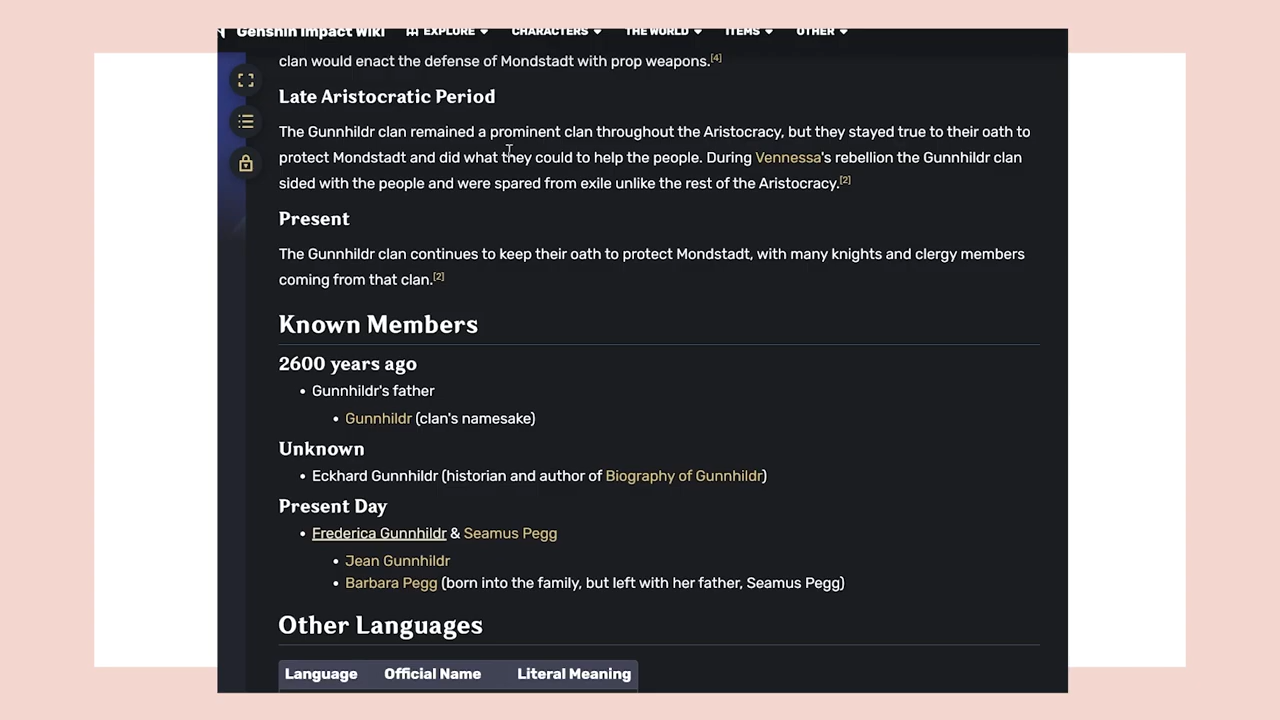 Genshin Impact Wiki EXPLORE CHARACTERS THE WORLD ITEMS OTHER
clan would enact the defense of Mondstadt with prop weapons.[4]
Late Aristocratic Period
The Gunnhildr clan remained a prominent clan throughout the Aristocracy, but they stayed true to their oath to
protect Mondstadt and did what they could to help the people. During Vennessa's rebellion the Gunnhildr clan
sided with the people and were spared from exile unlike the rest of the Aristocracy.[2]
Present
The Gunnhildr clan continues to keep their oath to protect Mondstadt, with many knights and clergy members
coming from that clan.[2]
Known Members
2600 years ago
• Gunnhildr's father
• Gunnhildr (clan's namesake)
Unknown
• Eckhard Gunnhildr (historian and author of Biography of Gunnhildr)
Present Day
• Frederica Gunnhildr & Seamus Pegg
• Jean Gunnhildr
• Barbara Pegg (born into the family, but left with her father, Seamus Pegg)
Other Languages
Language Official Name Literal Meaning